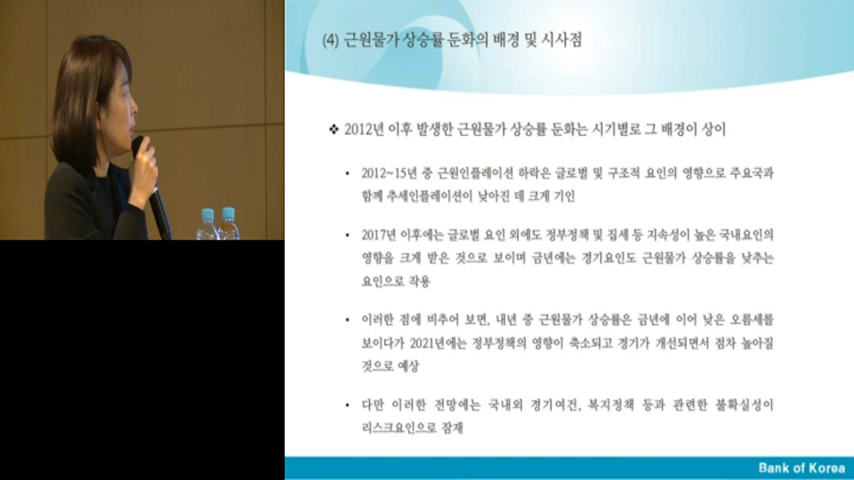 (4) 근원물가 상승률 둔화의 배경 및 시사점
❖ 2012년 이후 발생한 근원물가 상승률 둔화는 시기별로 그 배경이 상이
• 2012~15년 중 근원인플레이션 하락은 글로벌 및 구조적 요인의 영향으로 주요국과
함께 추세인플레이션이 낮아진 데 크게 기인
• 2017년 이후에는 글로벌 요인 외에도 정부정책 및 집세 등 지속성이 높은 국내요인의
영향을 크게 받은 것으로 보이며 금년에는 경기요인도 근원물가 상승률을 낮추는
요인으로 작용
• 이러한 점에 비추어 보면, 내년 중 근원물가 상승률은 금년에 이어 낮은 오름세를
보이다가 2021년에는 정부정책의 영향이 축소되고 경기가 개선되면서 점차 높아질
것으로 예상
• 다만 이러한 전망에는 국내외 경기여건, 복지정책 등과 관련한 불확실성이
리스크요인으로 잠재
Bank of Korea